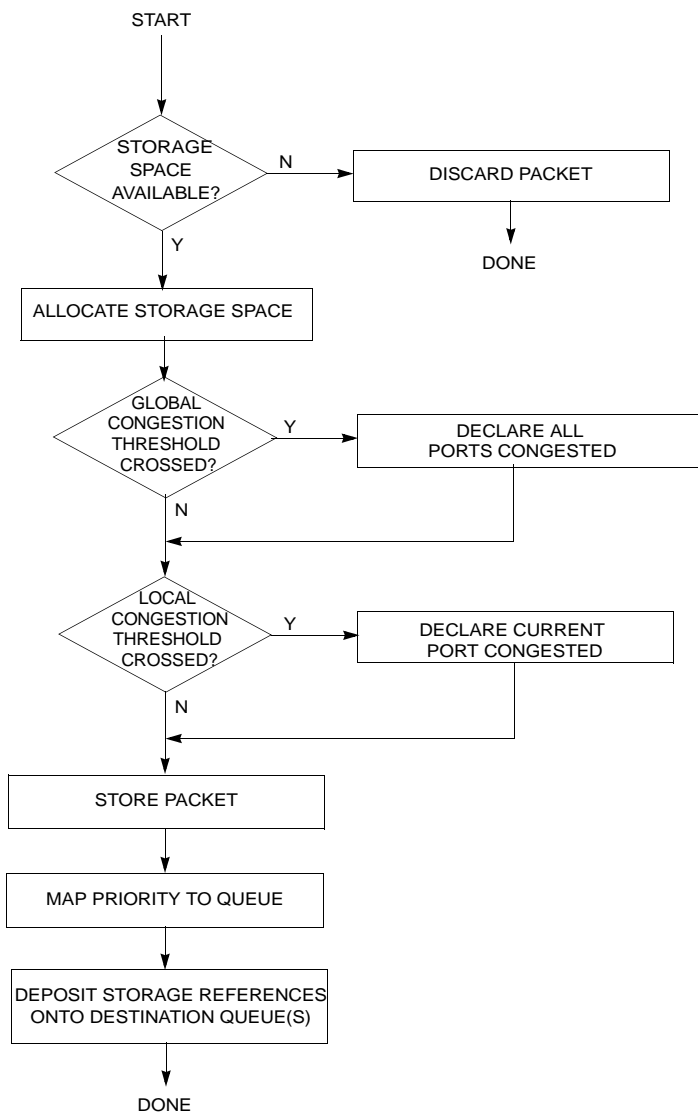 START
STORAGE
SPACE
AVAILABLE?
N
DISCARD PACKET
Y
DONE
ALLOCATE STORAGE SPACE
GLOBAL
CONGESTION
THRESHOLD
CROSSED?
Y
DECLARE ALL
PORTS CONGESTED
N
LOCAL
CONGESTION
THRESHOLD
CROSSED?
Y
DECLARE CURRENT
PORT CONGESTED
N
STORE PACKET
MAP PRIORITY TO QUEUE
DEPOSIT STORAGE REFERENCES
ONTO DESTINATION QUEUE(S)
DONE